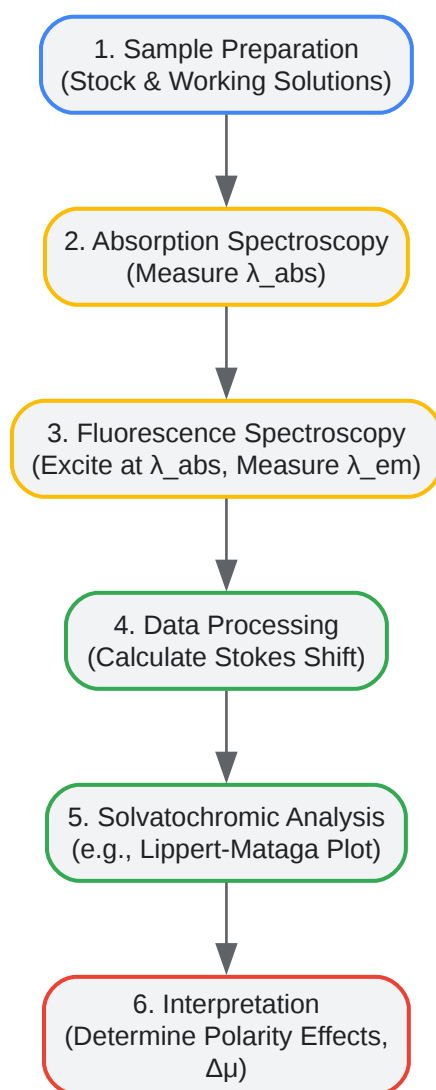 1. Sample Preparation
(Stock & Working Solutions)
2. Absorption Spectroscopy
(Measure λ_abs)
3. Fluorescence Spectroscopy
(Excite at λ_abs, Measure λ_em)
4. Data Processing
(Calculate Stokes Shift)
5. Solvatochromic Analysis
(e.g., Lippert-Mataga Plot)
6. Interpretation
(Determine Polarity Effects,
Δμ)